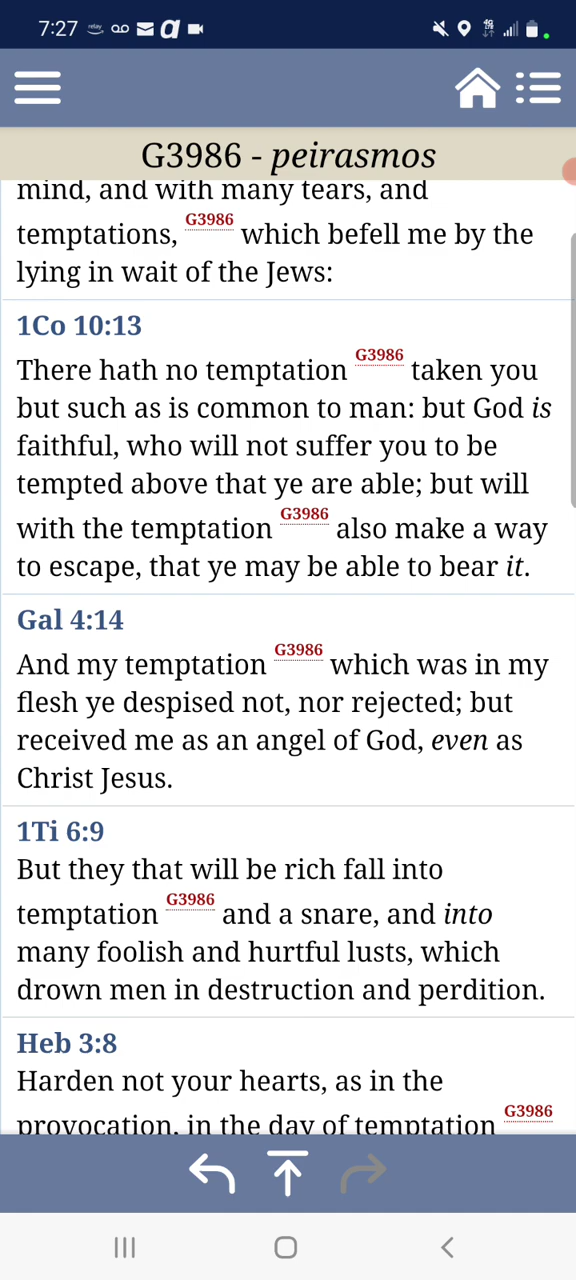 7:27 relay
4G
G3986 - peirasmos
mind, and with many tears, and
temptations, G3986 which befell me by the
lying in wait of the Jews:
1Co 10:13
There hath no temptation G3986 taken you
but such as is common to man: but God is
faithful, who will not suffer you to be
tempted above that ye are able; but will
with the temptation G3986 also make a way
to escape, that ye may be able to bear it.
Gal 4:14
And my temptation G3986 which was in my
flesh ye despised not, nor rejected; but
received me as an angel of God, even as
Christ Jesus.
1Ti 6:9
But they that will be rich fall into
temptation G3986 and a snare, and into
many foolish and hurtful lusts, which
drown men in destruction and perdition.
Heb 3:8
Harden not your hearts, as in the
provocation, in the day of temptation G3986